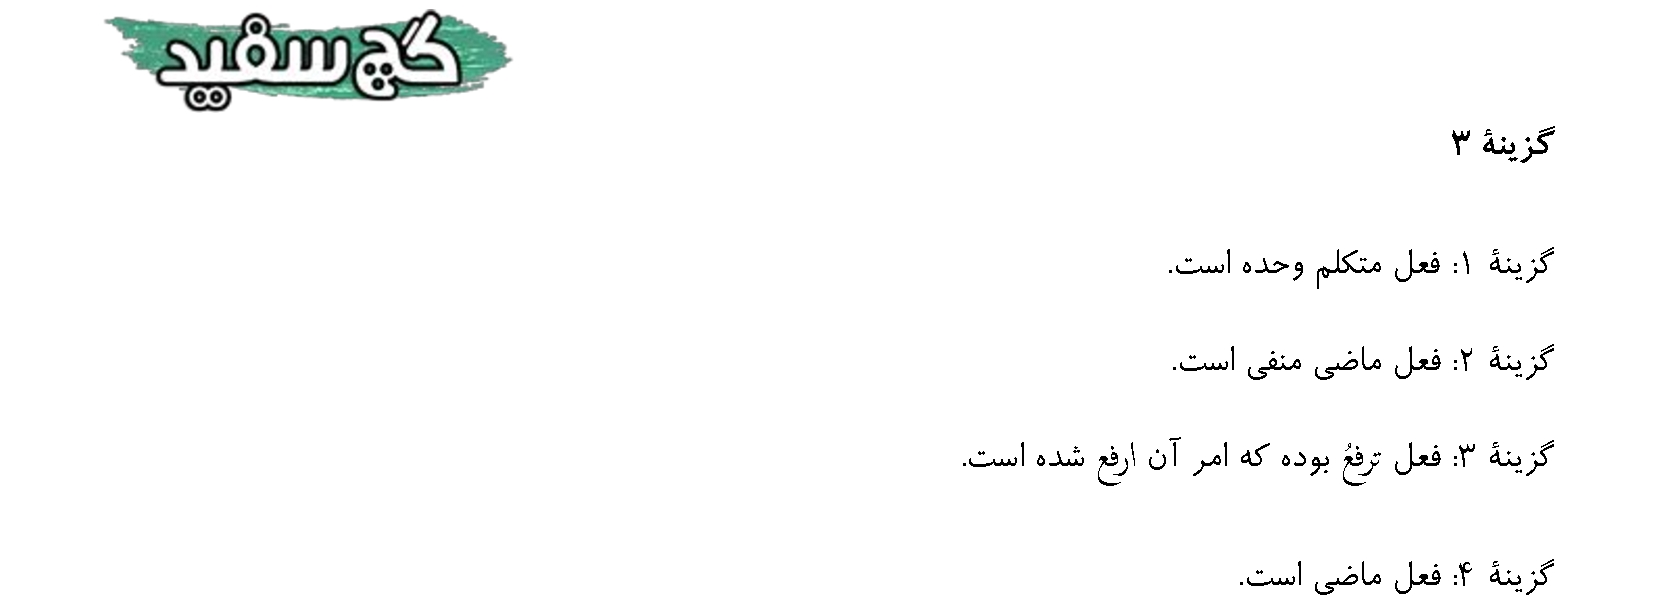 گچ سفید
گزینهٔ ۳
گزینهٔ ۱: فعل متکلم وحده است.
گزینهٔ ۲: فعل ماضی منفی است.
گزینهٔ ۳: فعل ترفعُ بوده که امر آن ارفع شده است.
گزینهٔ ۴: فعل ماضی است.